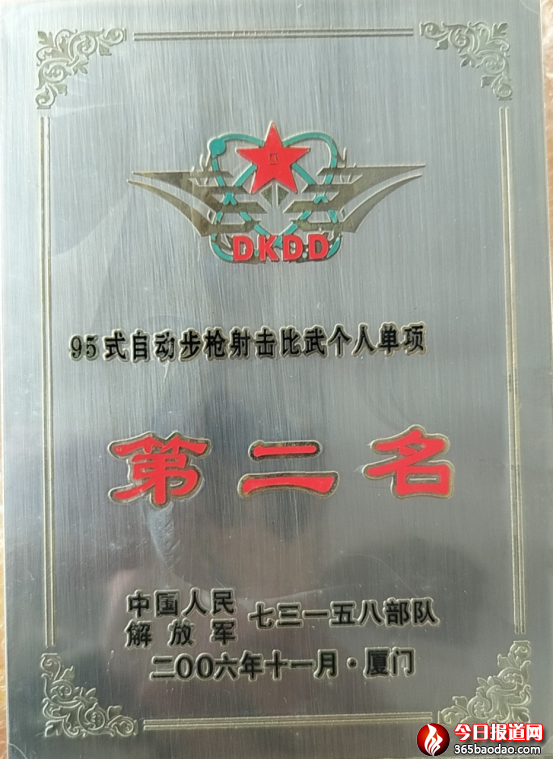 DKDD
95式自动步枪射击比武个人单项
第二名
中国人民
解放军 七三一五八部队
二〇〇六年十一月·厦门
今日报道网
365baodao.com